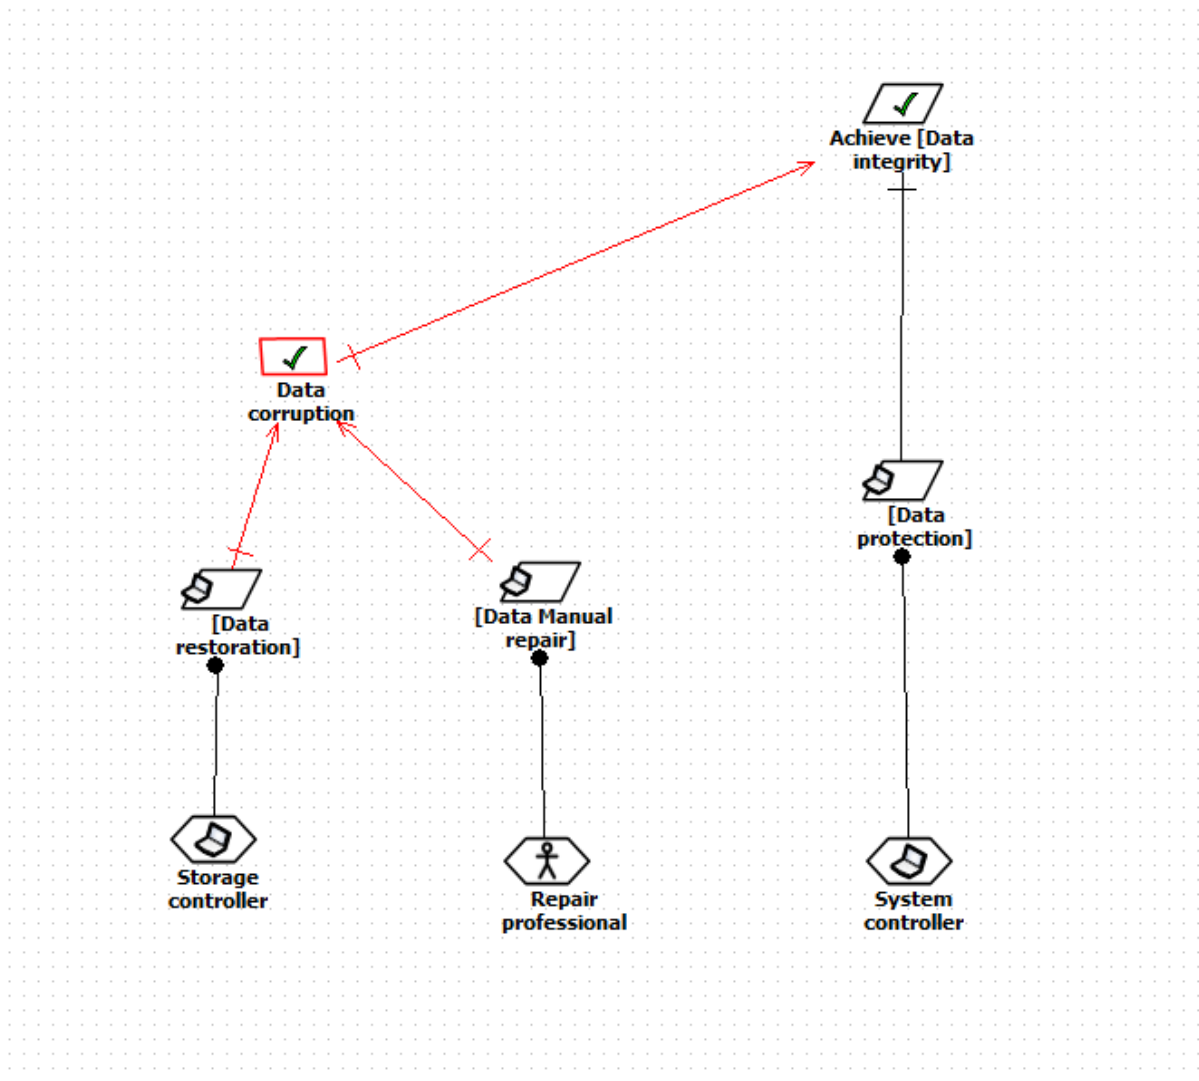 Achieve [Data
integrity]
Data
corruption
[Data
protection]
[Data
restoration]
[Data Manual
repair]
Storage
controller
Repair
professional
System
controller